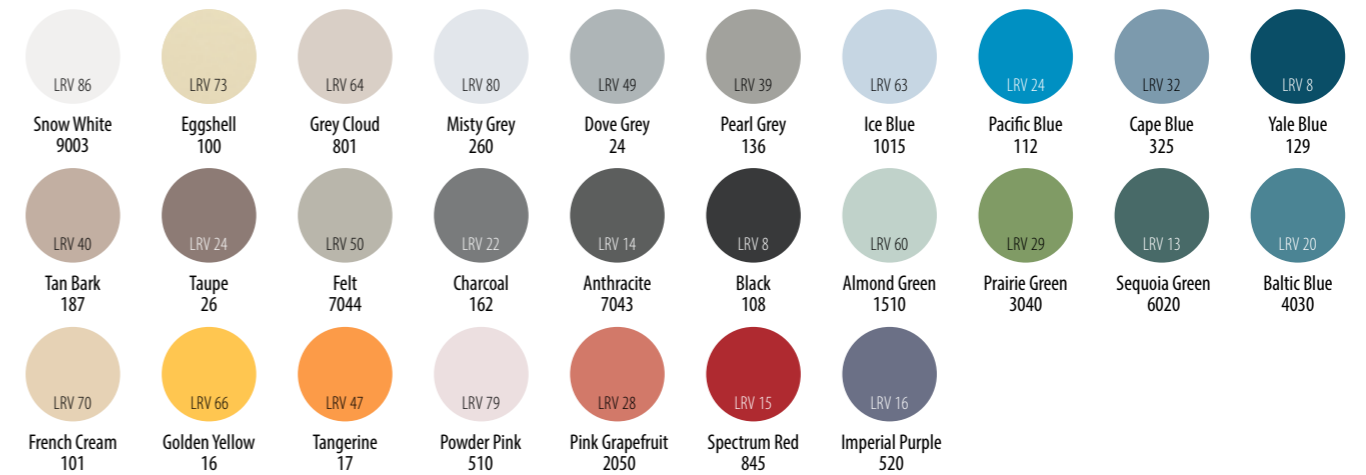 LRV 86 LRV 73 LRV 64 LRV 80 LRV 49 LRV 39 LRV 63 LRV 24 LRV 32 LRV 8
Snow White Eggshell Grey Cloud Misty Grey Dove Grey Pearl Grey Ice Blue Pacific Blue Cape Blue Yale Blue
9003 100 801 260 24 136 1015 112 325 129
LRV 40 LRV 24 LRV 50 LRV 22 LRV 14 LRV 8 LRV 60 LRV 29 LRV 13 LRV 20
Tan Bark Taupe Felt Charcoal Anthracite Black Almond Green Prairie Green Sequoia Green Baltic Blue
187 26 7044 162 7043 108 1510 3040 6020 4030
LRV 70 LRV 66 LRV 47 LRV 79 LRV 28 LRV 15 LRV 16
French Cream Golden Yellow Tangerine Powder Pink Pink Grapefruit Spectrum Red Imperial Purple
101 16 17 510 2050 845 520